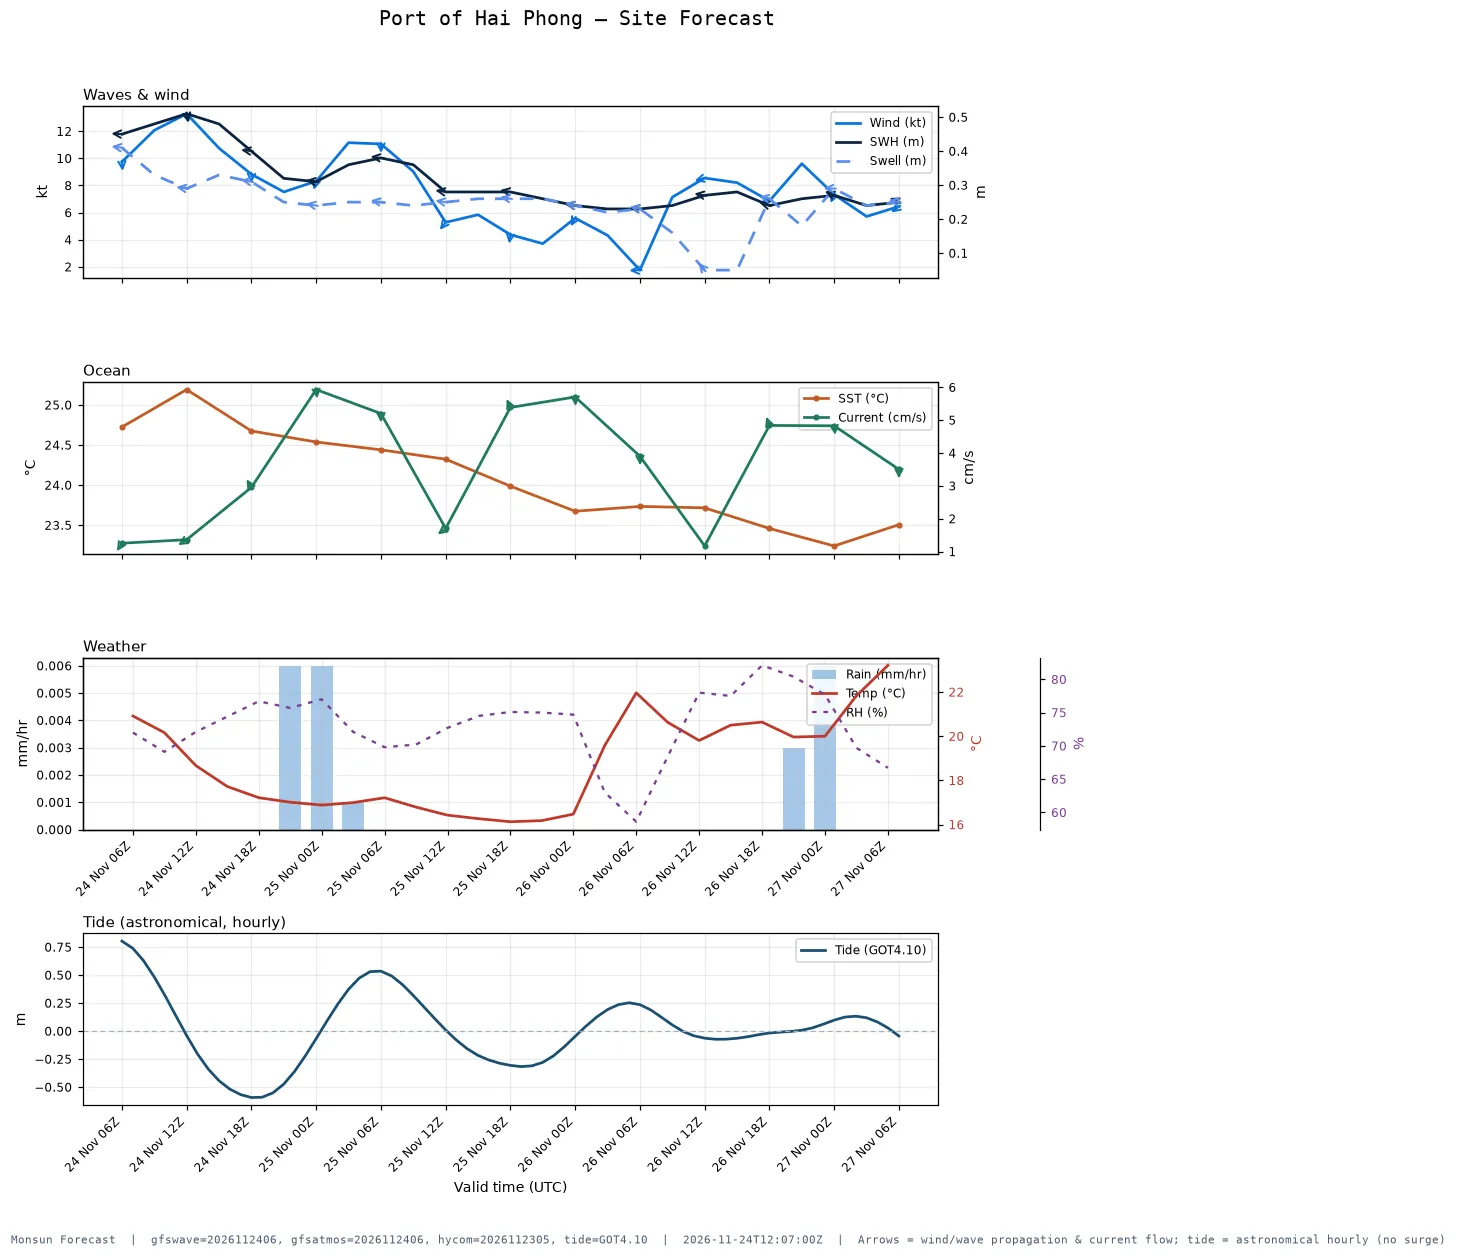 Port of Hai Phong — Site Forecast
Waves & wind
Wind (kt)
SWH (m)
Swell (m)
12
10
8
6
4
2
kt
0.5
0.4
0.3
0.2
0.1
m
Ocean
SST (°C)
Current (cm/s)
25.0
24.5
24.0
23.5
°C
6
5
4
3
2
1
cm/s
Weather
Rain (mm/hr)
Temp (°C)
RH (%)
0.006
0.005
0.004
0.003
0.002
0.001
0.000
mm/hr
22
20
18
16
°C
80
75
70
65
60
%
24 Nov 06Z
24 Nov 12Z
24 Nov 18Z
25 Nov 00Z
25 Nov 06Z
25 Nov 12Z
25 Nov 18Z
26 Nov 00Z
26 Nov 06Z
26 Nov 12Z
26 Nov 18Z
27 Nov 00Z
27 Nov 06Z
Tide (astronomical, hourly)
Tide (GOT4.10)
0.75
0.50
0.25
0.00
−0.25
−0.50
m
24 Nov 06Z
24 Nov 12Z
24 Nov 18Z
25 Nov 00Z
25 Nov 06Z
25 Nov 12Z
25 Nov 18Z
26 Nov 00Z
26 Nov 06Z
26 Nov 12Z
26 Nov 18Z
27 Nov 00Z
27 Nov 06Z
Valid time (UTC)
Monsun Forecast | gfswave=2026112406, gfsatmos=2026112406, hycom=2026112305, tide=GOT4.10 | 2026-11-24T12:07:00Z | Arrows = wind/wave propagation & current flow; tide = astronomical hourly (no surge)